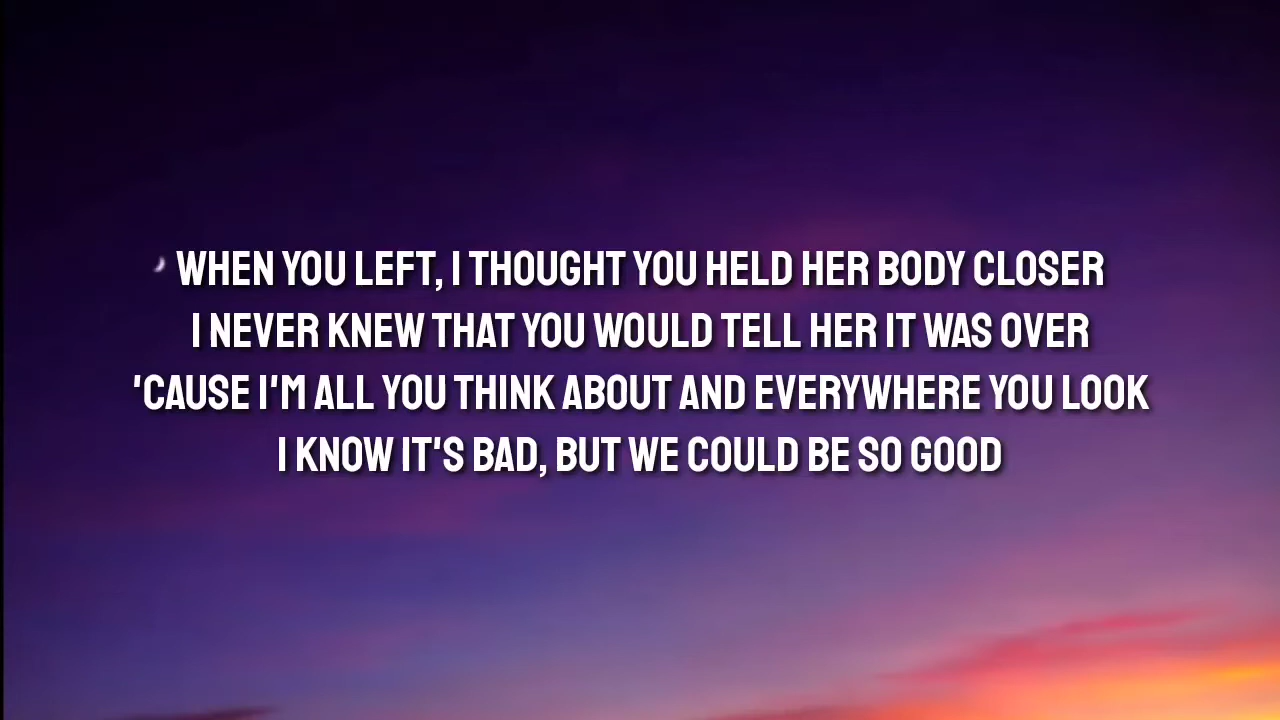 WHEN YOU LEFT, I THOUGHT YOU HELD HER BODY CLOSER
I NEVER KNEW THAT YOU WOULD TELL HER IT WAS OVER
'CAUSE I'M ALL YOU THINK ABOUT AND EVERYWHERE YOU LOOK
I KNOW IT'S BAD, BUT WE COULD BE SO GOOD